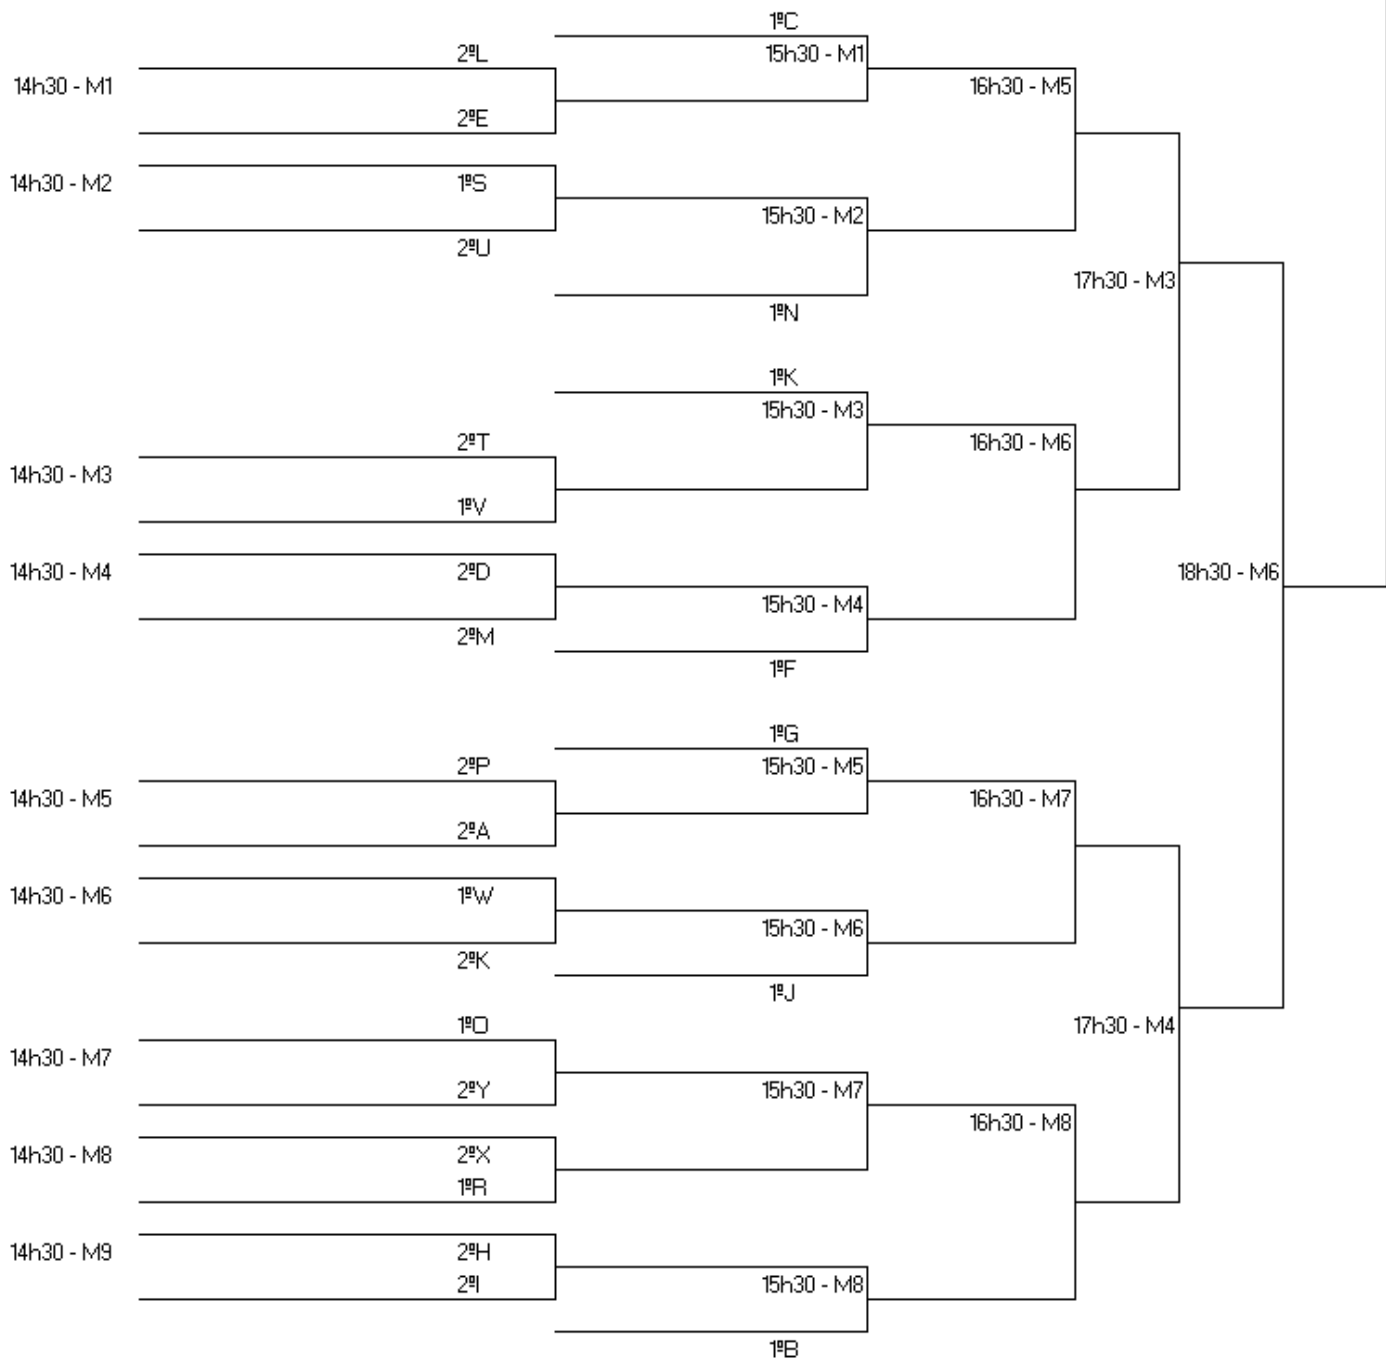 1ºC
2ºL
15h30 - M1
14h30 - M1
16h30 - M5
2ºE
14h30 - M2
1ºS
15h30 - M2
2ºU
17h30 - M3
1ºN
1ºK
15h30 - M3
2ºT
16h30 - M6
14h30 - M3
1ºV
14h30 - M4
2ºD
18h30 - M6
15h30 - M4
2ºM
1ºF
1ºG
2ºP
15h30 - M5
14h30 - M5
16h30 - M7
2ºA
14h30 - M6
1ºW
15h30 - M6
2ºK
1ºJ
1ºO
17h30 - M4
14h30 - M7
2ºY
15h30 - M7
16h30 - M8
14h30 - M8
2ºX
1ºR
14h30 - M9
2ºH
2ºI
15h30 - M8
1ºB